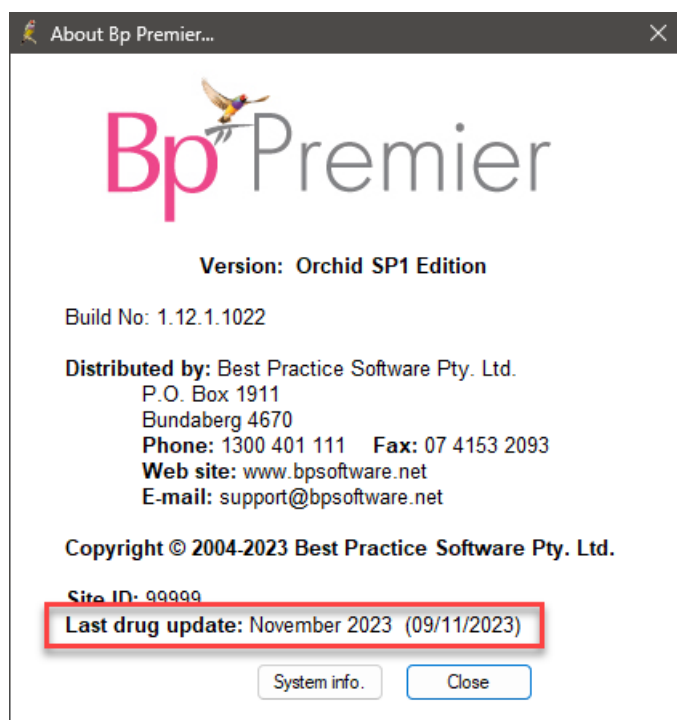 About Bp Premier...
Bp Premier
Version: Orchid SP1 Edition
Build No: 1.12.1.1022
Distributed by: Best Practice Software Pty. Ltd.
P.O. Box 1911
Bundaberg 4670
Phone: 1300 401 111 Fax: 07 4153 2093
Web site: www.bpsoftware.net
E-mail: support@bpsoftware.net
Copyright © 2004-2023 Best Practice Software Pty. Ltd.
Site ID: 99999
Last drug update: November 2023 (09/11/2023)
System info. Close